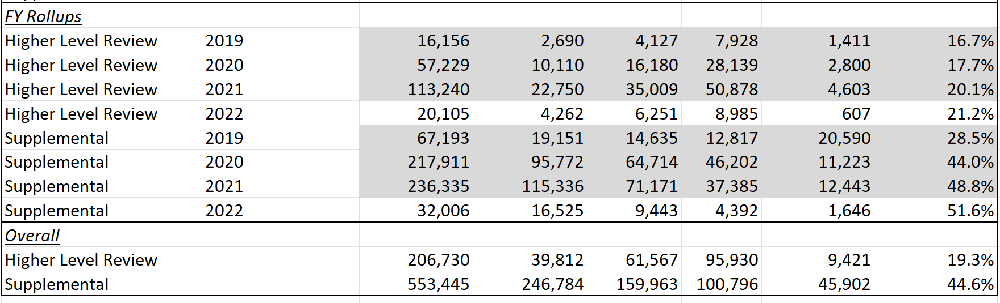 FY Rollups
Higher Level Review 2019 16,156 2,690 4,127 7,928 1,411 16.7%
Higher Level Review 2020 57,229 10,110 16,180 28,139 2,800 17.7%
Higher Level Review 2021 113,240 22,750 35,009 50,878 4,603 20.1%
Higher Level Review 2022 20,105 4,262 6,251 8,985 607 21.2%
Supplemental 2019 67,193 19,151 14,635 12,817 20,590 28.5%
Supplemental 2020 217,911 95,772 64,714 46,202 11,223 44.0%
Supplemental 2021 236,335 115,336 71,171 37,385 12,443 48.8%
Supplemental 2022 32,006 16,525 9,443 4,392 1,646 51.6%
Overall
Higher Level Review 206,730 39,812 61,567 95,930 9,421 19.3%
Supplemental 553,445 246,784 159,963 100,796 45,902 44.6%